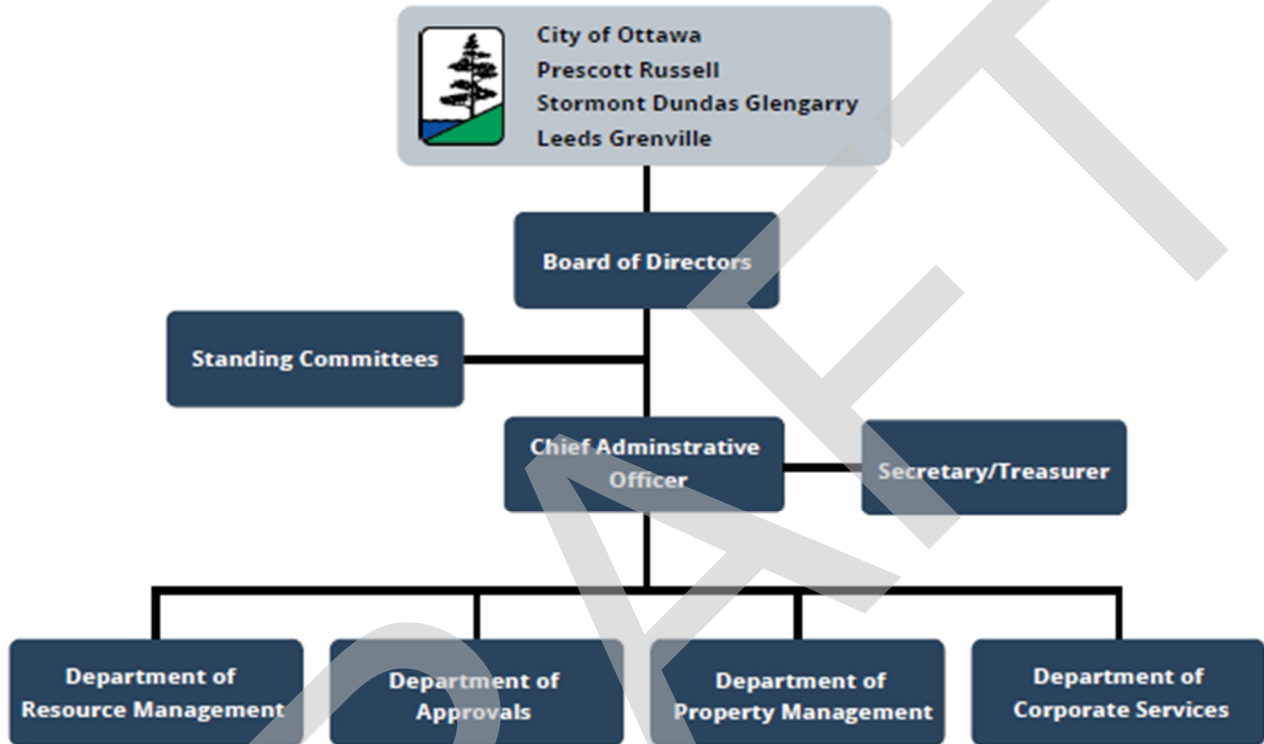 City of Ottawa
Prescott Russell
Stormont Dundas Glengarry
Leeds Grenville
Board of Directors
Standing Committees
Chief Adminstrative
Officer
Secretary/Treasurer
Department of
Resource Management
Department of
Approvals
Department of
Property Management
Department of
Corporate Services
DRAFT